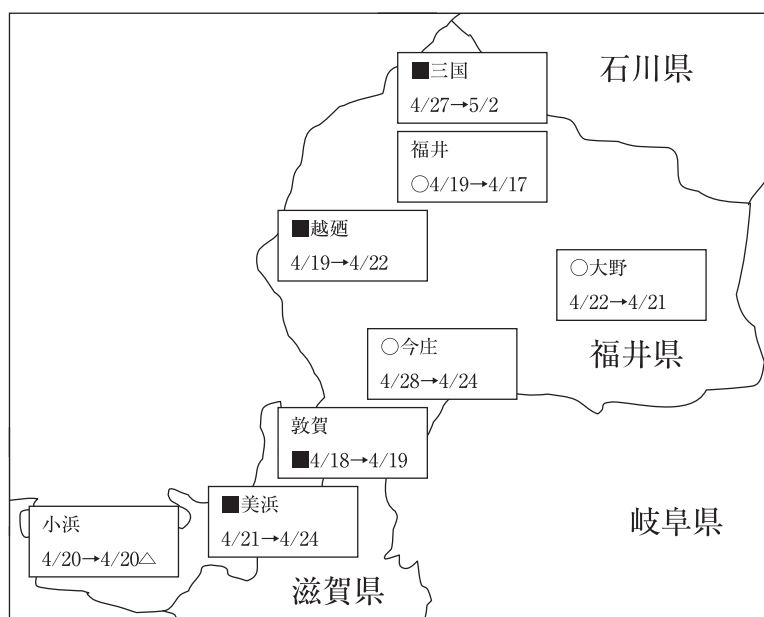 石川県
■三国
4/27→5/2
福井
○4/19→4/17
■越廼
4/19→4/22
○大野
4/22→4/21
福井県
○今庄
4/28→4/24
敦賀
■4/18→4/19
■美浜
4/21→4/24
小浜
4/20→4/20△
岐阜県
滋賀県